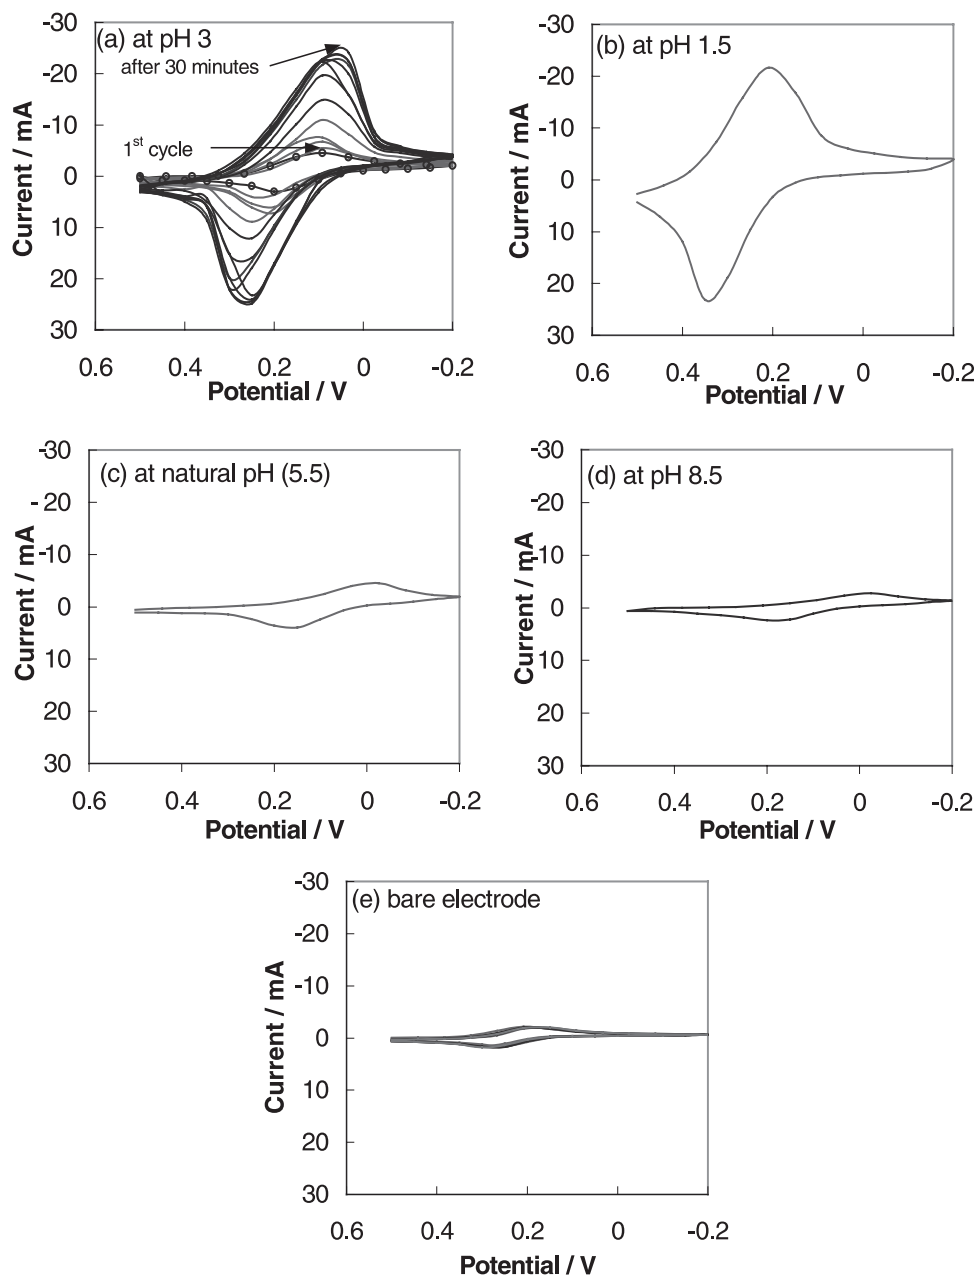 (a) at pH 3
after 30 minutes
1st cycle
-30
-20
-10
0
10
20
30
0.6 0.4 0.2 0 -0.2
Current / mA
Potential / V
(b) at pH 1.5
-30
-20
-10
0
10
20
30
0.6 0.4 0.2 0 -0.2
Current / mA
Potential / V
(c) at natural pH (5.5)
-30
-20
-10
0
10
20
30
0.6 0.4 0.2 0 -0.2
Current / mA
Potential / V
(d) at pH 8.5
-30
-20
-10
0
10
20
30
0.6 0.4 0.2 0 -0.2
Current / mA
Potential / V
(e) bare electrode
-30
-20
-10
0
10
20
30
0.6 0.4 0.2 0 -0.2
Current / mA
Potential / V